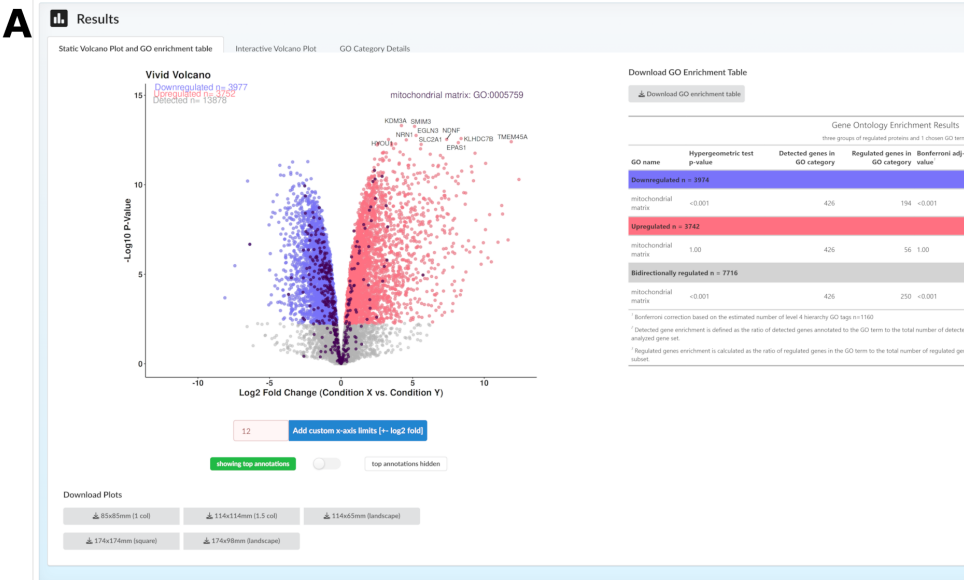 A
Results
Static Volcano Plot and GO enrichment table
Interactive Volcano Plot
GO Category Details
Vivid Volcano
Downregulated n= 3977
Upregulated n= 3752
Detected n= 13878
mitochondrial matrix: GO:0005759
KDM3A SMIM3
EGLN3 NDNF
NRN1 SLC2A1 KLHDC7B TMEM45A
HYOU1 EPAS1
15
10
5
0
-Log10 P-Value
-10 -5 0 5 10
Log2 Fold Change (Condition X vs. Condition Y)
12 Add custom x-axis limits [+- log2 fold]
showing top annotations top annotations hidden
Download Plots
85x85mm (1 col) 114x114mm (1.5 col) 114x65mm (landscape)
174x174mm (square) 174x98mm (landscape)
Download GO Enrichment Table
Download GO enrichment table
Gene Ontology Enrichment Results
three groups of regulated proteins and 1 chosen GO term
GO name Hypergeometric test p-value Detected genes in GO category Regulated genes in GO category Bonferroni adj- value
Downregulated n = 3974
mitochondrial matrix <0.001 426 194 <0.001
Upregulated n = 3742
mitochondrial matrix 1.00 426 56 1.00
Bidirectionally regulated n = 7716
mitochondrial matrix <0.001 426 250 <0.001
1 Bonferroni correction based on the estimated number of level 4 hierarchy GO tags n=1160
2 Detected gene enrichment is defined as the ratio of detected genes annotated to the GO term to the total number of detecte
analyzed gene set.
3 Regulated genes enrichment is calculated as the ratio of regulated genes in the GO term to the total number of regulated gen
subset.